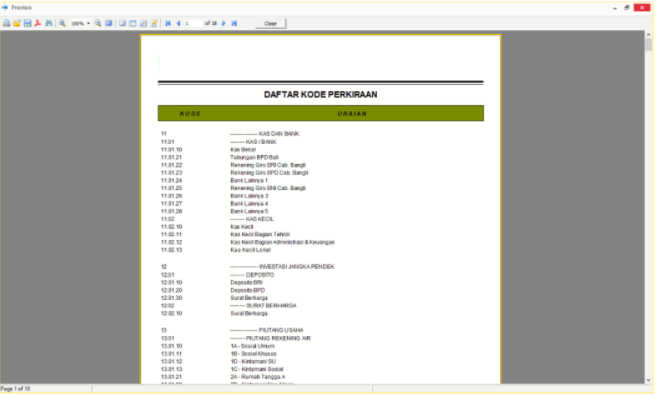 Preview
100%
1 of 18
Close
DAFTAR KODE PERKIRAAN
KODE URAIAN
11 ------------- KAS DAN BANK
11.01 ------- KAS / BANK
11.01.10 Kas Besar
11.01.21 Tabungan BPD Bali
11.01.22 Rekening Giro BRI Cab. Bangli
11.01.23 Rekening Giro BPD Cab. Bangli
11.01.24 Bank Lainnya 1
11.01.25 Rekening Giro BNI Cab. Bangli
11.01.26 Bank Lainnya 3
11.01.27 Bank Lainnya 4
11.01.28 Bank Lainnya 5
11.02 ------- KAS KECIL
11.02.10 Kas Kecil
11.02.11 Kas Kecil Bagian Tehnik
11.02.12 Kas Kecil Bagian Administrasi & Keuangan
11.02.13 Kas Kecil Loket
12 ------------- INVESTASI JANGKA PENDEK
12.01 ------- DEPOSITO
12.01.10 Deposito BRI
12.01.20 Deposito BPD
12.01.30 Surat Berharga
12.02 ------- SURAT BERHARGA
12.02.10 Surat Berharga
13 ------------- PIUTANG USAHA
13.01 ------- PIUTANG REKENING AIR
13.01.10 1A - Sosial Umum
13.01.11 1B - Sosial Khusus
13.01.12 1D - Kintamani SU
13.01.13 1C - Kintamani Sosial
13.01.21 2A - Rumah Tangga A
Page 1 of 18